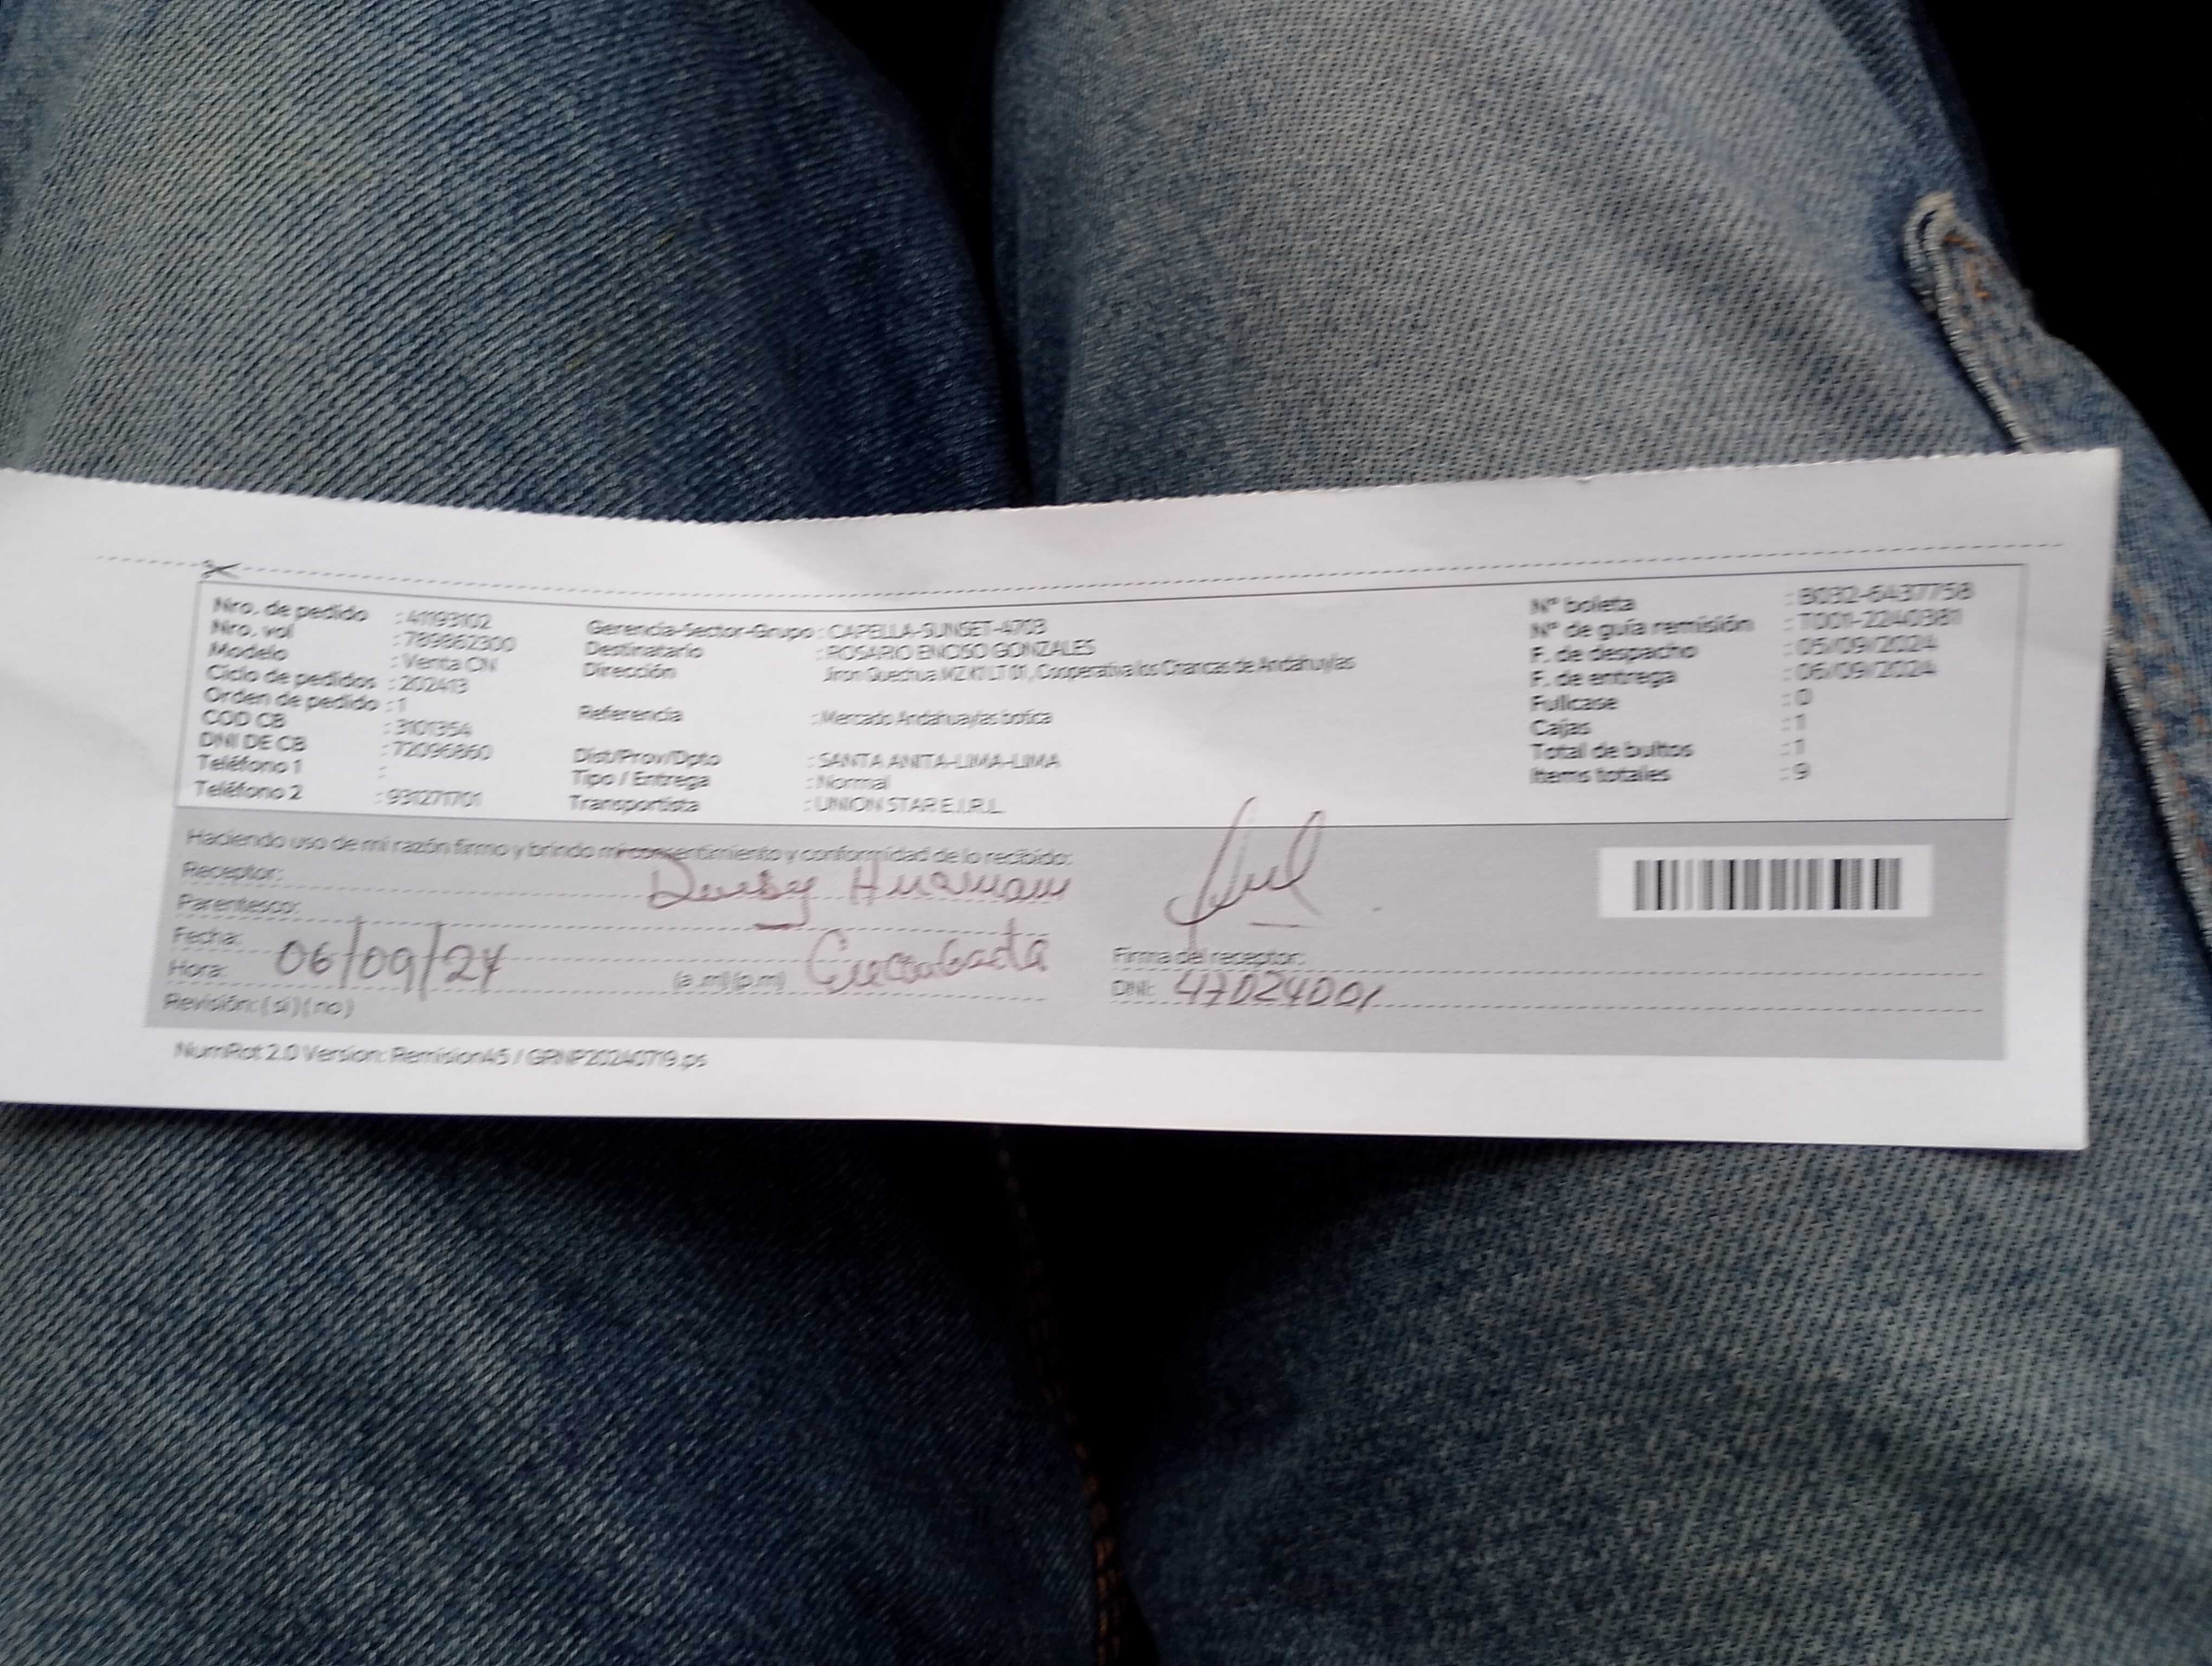 Nro. de pedido : 41193102
Nro. vol : 789862300
Modelo : Venta CN
Ciclo de pedidos : 202413
Orden de pedido : 1
COD CB : 3101354
DNI DE CB : 72096860
Teléfono 1 :
Teléfono 2 : 931271701
Gerencia-Sector-Grupo : CAPELLA-SUNSET-4703
Destinatario : ROSARIO ENCISO GONZALES
Dirección Jiron Quechua MZ K1 LT 01 , Cooperativa los Chancas de Andahuylas
Referencia : Mercado Andahuaylas botica
Dist/Prov/Dpto : SANTA ANITA-LIMA-LIMA
Tipo / Entrega : Normal
Transportista : UNION STAR E.I.R.L.
N° boleta : B032-6437758
N° de guía remisión : T001-2240381
F. de despacho : 05/09/2024
F. de entrega : 06/09/2024
Fullcase : 0
Cajas : 1
Total de bultos : 1
Items totales : 9
Haciendo uso de mi razón firmo y brindo mi consentimiento y conformidad de lo recibido:
Receptor: Huaman
Parentesco:
Fecha: 06/09/24
Hora: (a.m)(p.m)
Revisión: (si) (no)
Firma del receptor:
DNI: 47024001
NumRot 2.0 Version: Remision45 / GRNP20240719.ps